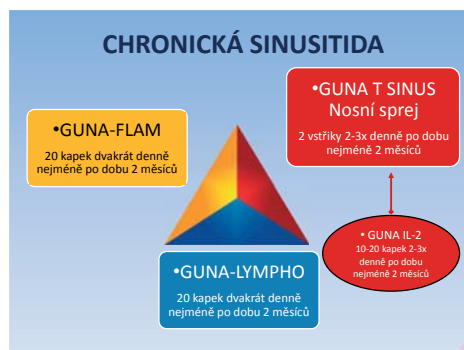 CHRONICKÁ SINUSITIDA
•GUNA-FLAM
20 kapek dvakrát denně
nejméně po dobu 2 měsíců
•GUNA T SINUS
Nosní sprej
2 vstřiky 2-3x denně po dobu
nejméně 2 měsíců
• GUNA IL-2
10-20 kapek 2-3x
denně po dobu
nejméně 2 měsíců
•GUNA-LYMPHO
20 kapek dvakrát denně
nejméně po dobu 2 měsíců